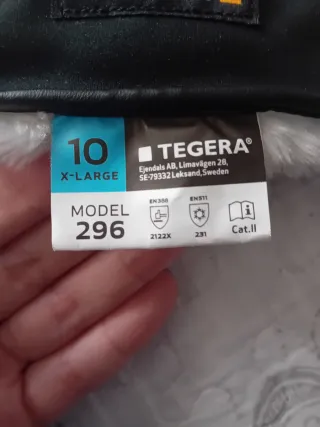 10
X-LARGE
TEGERA®
Ejendals AB, Limavägen 28,
SE-79332 Leksand, Sweden
MODEL
296
EN388
2122X
EN511
231
Cat.II